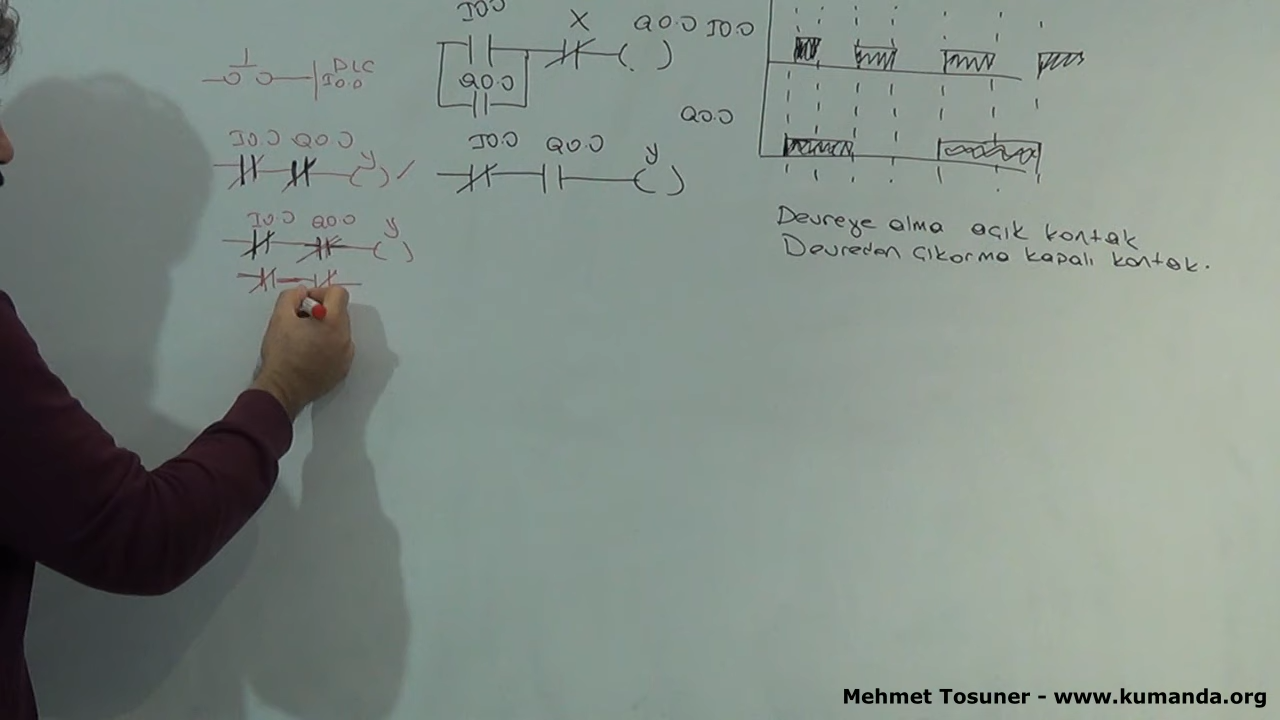 I0.0
X
Q0.0
I0.0
PLC
I0.0
Q0.0
Q0.0
I0.0 Q0.0
y
I0.0 Q0.0
y
I0.0 Q0.0
y
Devreye alma açık kontak
Devreden çıkarma kapalı kontak.
Mehmet Tosuner - www.kumanda.org